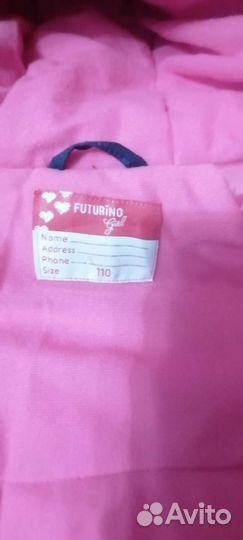 FUTURiNO
Girl
Name
Address
Phone
Size 110
Avito